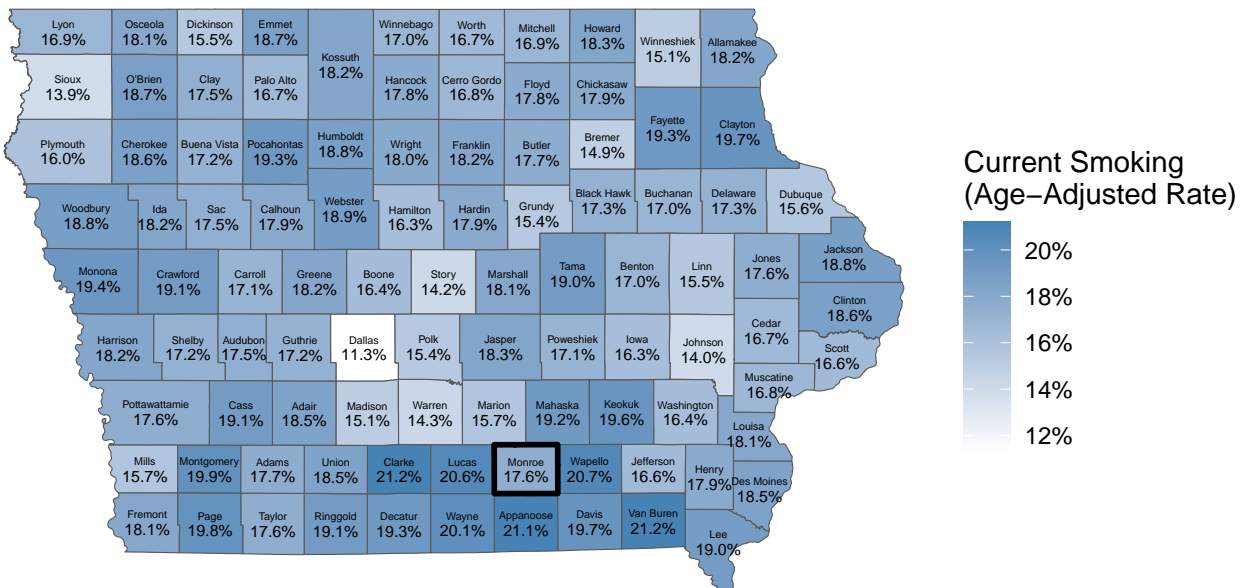 Lyon
16.9%
Osceola
18.1%
Dickinson
15.5%
Emmet
18.7%
Kossuth
18.2%
Winnebago
17.0%
Worth
16.7%
Mitchell
16.9%
Howard
18.3%
Winneshiek
15.1%
Allamakee
18.2%
Sioux
13.9%
O'Brien
18.7%
Clay
17.5%
Palo Alto
16.7%
Hancock
17.8%
Cerro Gordo
16.8%
Floyd
17.8%
Chickasaw
17.9%
Fayette
19.3%
Clayton
19.7%
Plymouth
16.0%
Cherokee
18.6%
Buena Vista
17.2%
Pocahontas
19.3%
Humboldt
18.8%
Wright
18.0%
Franklin
18.2%
Butler
17.7%
Bremer
14.9%
Woodbury
18.8%
Ida
18.2%
Sac
17.5%
Calhoun
17.9%
Webster
18.9%
Hamilton
16.3%
Hardin
17.9%
Grundy
15.4%
Black Hawk
17.3%
Buchanan
17.0%
Delaware
17.3%
Dubuque
15.6%
Monona
19.4%
Crawford
19.1%
Carroll
17.1%
Greene
18.2%
Boone
16.4%
Story
14.2%
Marshall
18.1%
Tama
19.0%
Benton
17.0%
Linn
15.5%
Jones
17.6%
Jackson
18.8%
Clinton
18.6%
Harrison
18.2%
Shelby
17.2%
Audubon
17.5%
Guthrie
17.2%
Dallas
11.3%
Polk
15.4%
Jasper
18.3%
Poweshiek
17.1%
Iowa
16.3%
Johnson
14.0%
Cedar
16.7%
Scott
16.6%
Muscatine
16.8%
Pottawattamie
17.6%
Cass
19.1%
Adair
18.5%
Madison
15.1%
Warren
14.3%
Marion
15.7%
Mahaska
19.2%
Keokuk
19.6%
Washington
16.4%
Louisa
18.1%
Mills
15.7%
Montgomery
19.9%
Adams
17.7%
Union
18.5%
Clarke
21.2%
Lucas
20.6%
Monroe
17.6%
Wapello
20.7%
Jefferson
16.6%
Henry
17.9%
Des Moines
18.5%
Fremont
18.1%
Page
19.8%
Taylor
17.6%
Ringgold
19.1%
Decatur
19.3%
Wayne
20.1%
Appanoose
21.1%
Davis
19.7%
Van Buren
21.2%
Lee
19.0%
Current Smoking
(Age−Adjusted Rate)
20%
18%
16%
14%
12%